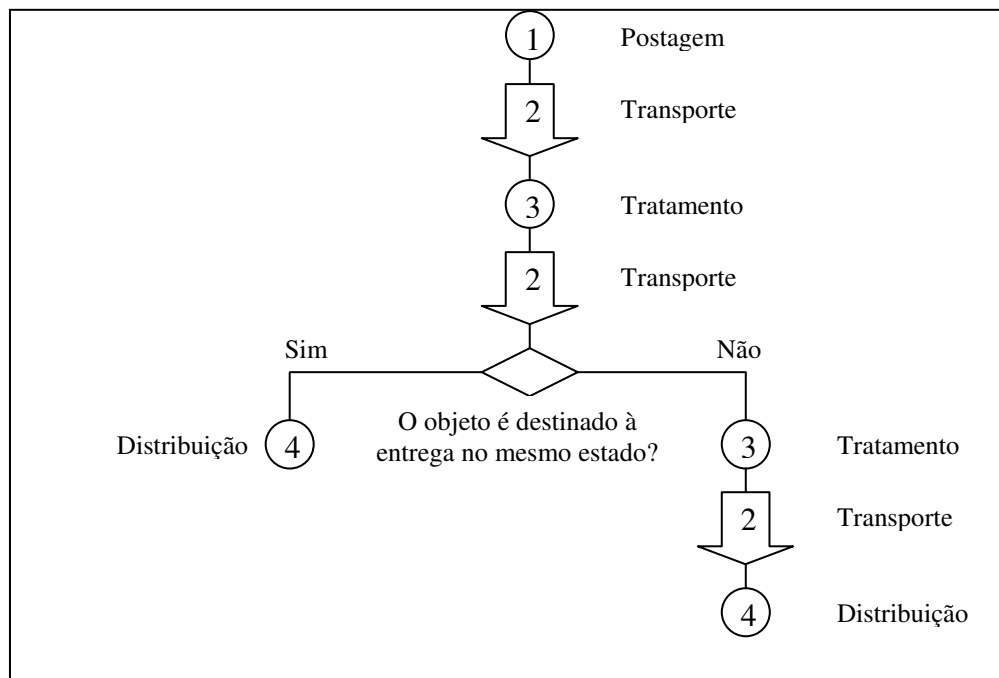 1 Postagem
2 Transporte
3 Tratamento
2 Transporte
Sim
Não
O objeto é destinado à
entrega no mesmo estado?
Distribuição 4
3 Tratamento
2 Transporte
4 Distribuição